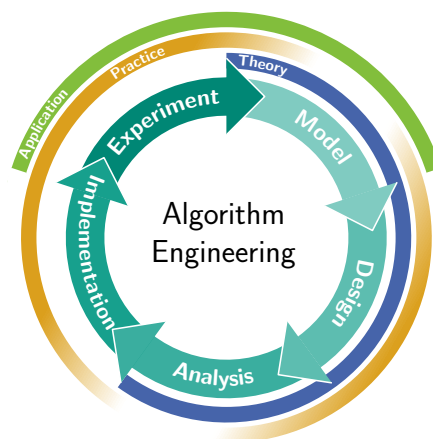 Application
Practice
Theory
Experiment
Model
Design
Analysis
Implementation
Algorithm
Engineering